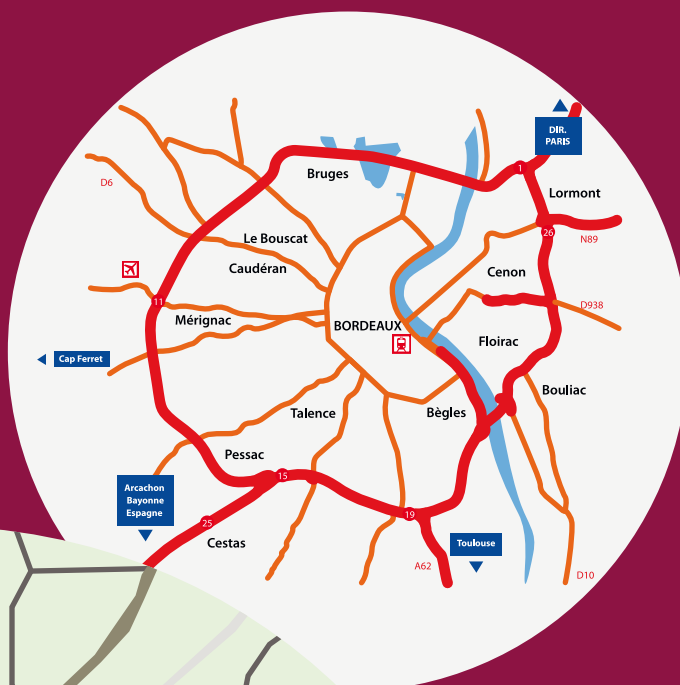 DIR.
PARIS
1
Bruges
D6
Lormont
26
N89
Le Bouscat
Caudéran
Cenon
11
D938
Mérignac
BORDEAUX
Floirac
Cap Ferret
Bouliac
Talence
Bègles
Pessac
15
Arcachon
Bayonne
Espagne
19
25
Cestas
Toulouse
A62
D10